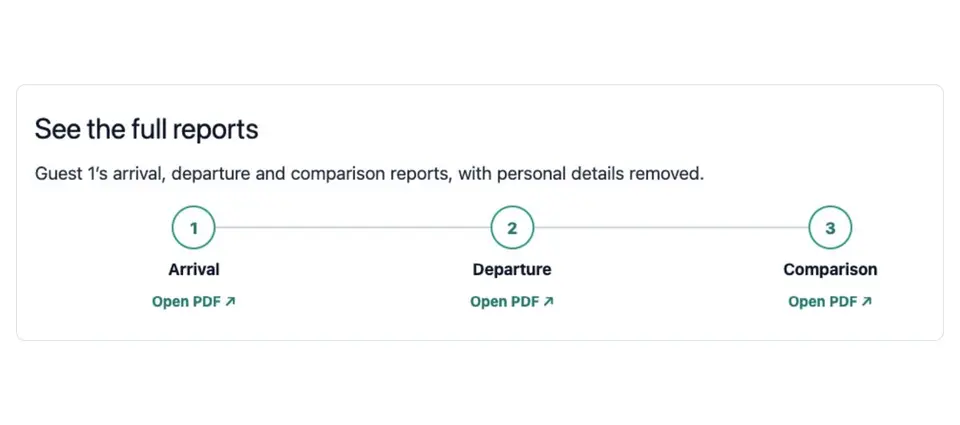 See the full reports
Guest 1’s arrival, departure and comparison reports, with personal details removed.
1 2 3
Arrival Departure Comparison
Open PDF ↗ Open PDF ↗ Open PDF ↗